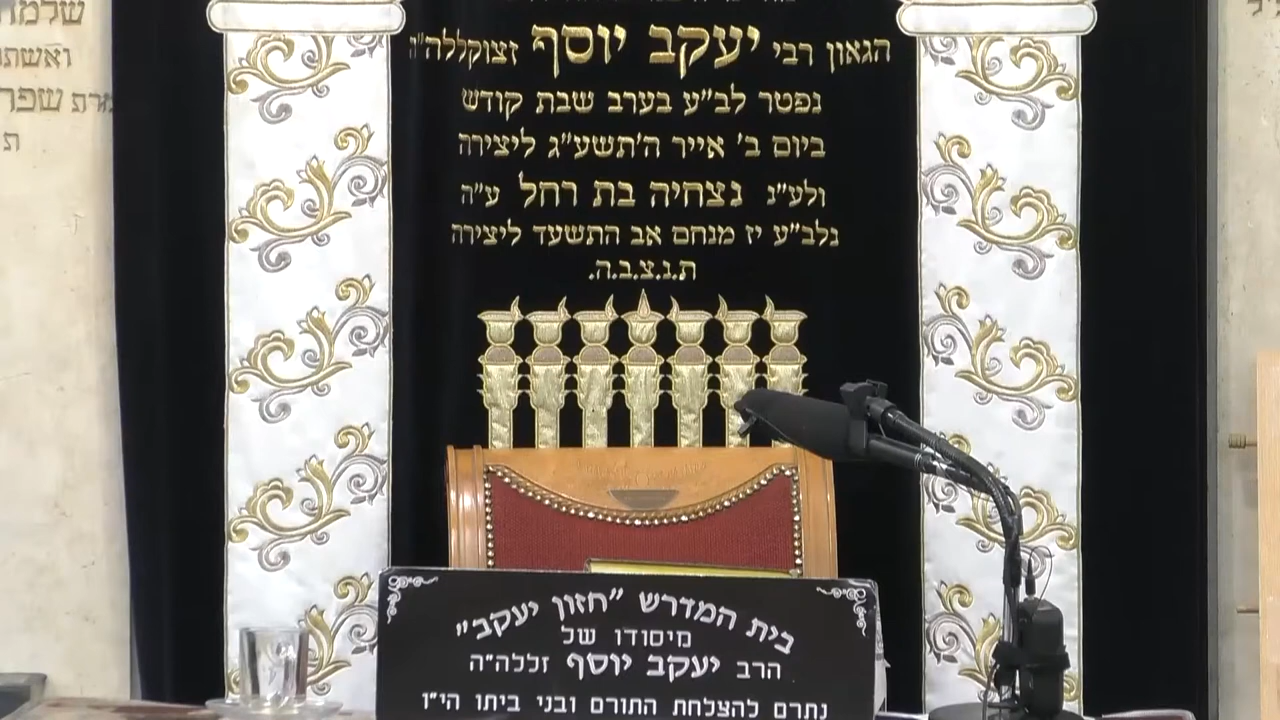 הגאון רבי יעקב יוסף זצוקללה"ה
נפטר לב"ע בערב שבת קודש
ביום ב' אייר ה'תשע"ג ליצירה
ולע"נ נצחיה בת רחל ע"ה
נלב"ע יז מנחם אב התשעד ליצירה
ת.נ.צ.ב.ה.
בית המדרש "חזון יעקב"
מיסודו של
הרב יעקב יוסף זללה"ה
נתרם להצלחת התורם ובני ביתו הי"ו
שלמה
ואשתו